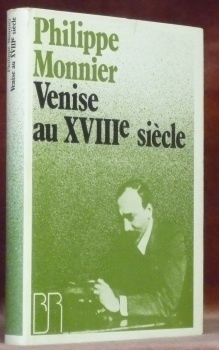 Philippe
Monnier
Venise
au XVIIIe siècle
BR
Venise au XVIIIe siècle